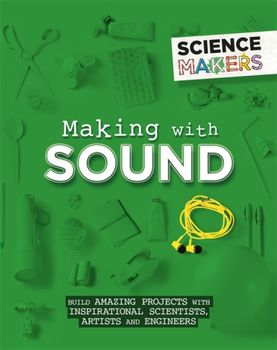 SCIENCE
MAKERS
Making with
SOUND
BUILD AMAZING PROJECTS WITH
INSPIRATIONAL SCIENTISTS,
ARTISTS AND ENGINEERS